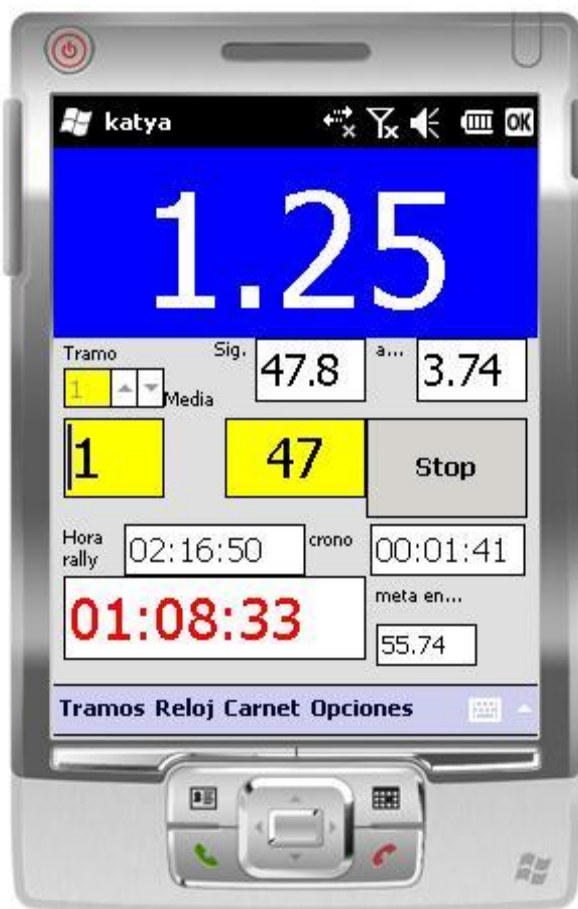 katya OK
1.25
Tramo Sig. 47.8 a... 3.74
1 Media
1 47 Stop
Hora rally 02:16:50 crono 00:01:41
01:08:33 meta en... 55.74
Tramos Reloj Carnet Opciones